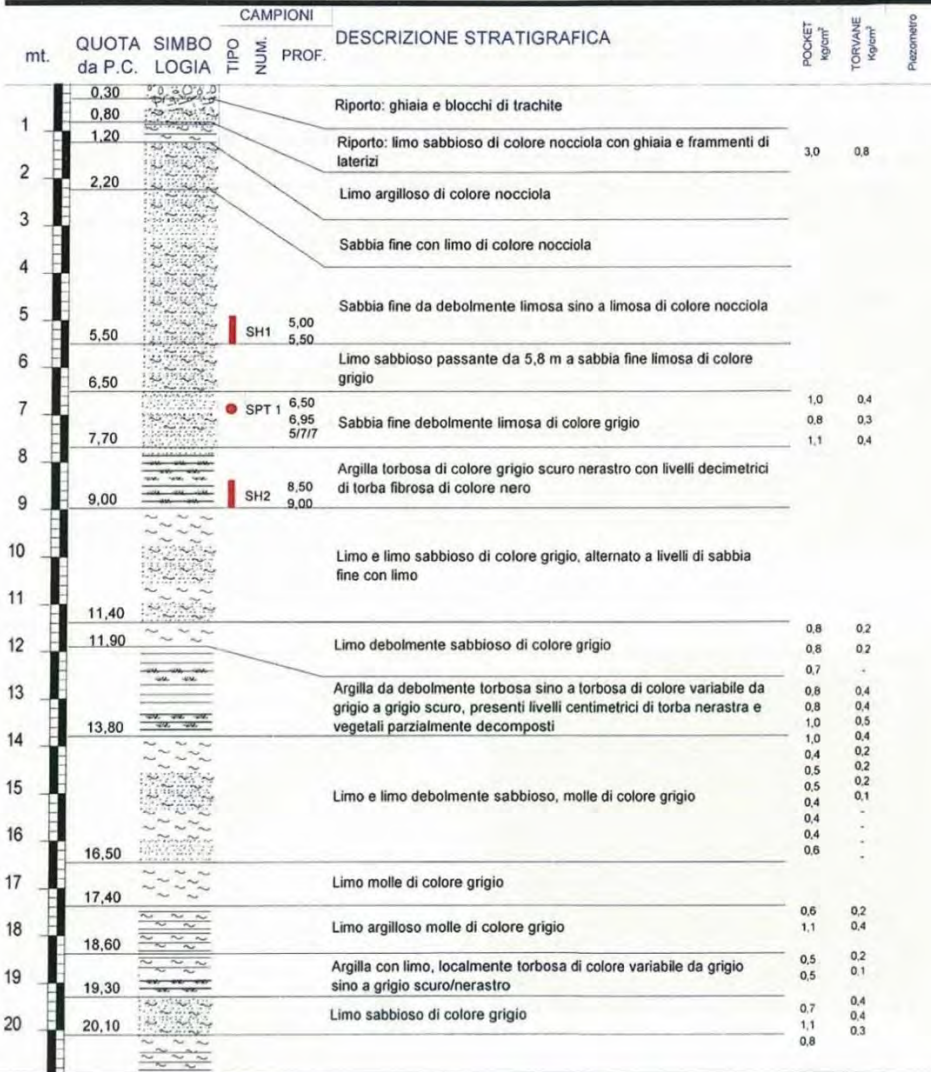 CAMPIONI
mt.
QUOTA da P.C.
SIMBO LOGIA
TIPO
NUM.
PROF.
DESCRIZIONE STRATIGRAFICA
POCKET kg/cm²
TORVANE Kg/cm²
Piezometro
0,30
Riporto: ghiaia e blocchi di trachite
0,80
1
1,20
Riporto: limo sabbioso di colore nocciola con ghiaia e frammenti di
laterizi
3,0 0,8
2
2,20
Limo argilloso di colore nocciola
3
Sabbia fine con limo di colore nocciola
4
Sabbia fine da debolmente limosa sino a limosa di colore nocciola
5
5,50
SH1
5,00
5,50
6
Limo sabbioso passante da 5,8 m a sabbia fine limosa di colore
grigio
6,50
7
SPT 1
6,50
6,95
5/7/7
Sabbia fine debolmente limosa di colore grigio
1,0 0,4
0,8 0,3
1,1 0,4
7,70
8
Argilla torbosa di colore grigio scuro nerastro con livelli decimetrici
di torba fibrosa di colore nero
SH2
8,50
9,00
9
9,00
10
Limo e limo sabbioso di colore grigio, alternato a livelli di sabbia
fine con limo
11
11,40
12
11.90
Limo debolmente sabbioso di colore grigio
0,8 0,2
0,8 0,2
0,7 -
13
Argilla da debolmente torbosa sino a torbosa di colore variabile da
grigio a grigio scuro, presenti livelli centimetrici di torba nerastra e
vegetali parzialmente decomposti
0,8 0,4
0,8 0,4
1,0 0,5
1,0 0,4
13,80
14
15
Limo e limo debolmente sabbioso, molle di colore grigio
0,4 0,2
0,5 0,2
0,5 0,2
0,4 0,1
0,4 -
0,4 -
0,6 -
16
16,50
17
Limo molle di colore grigio
17,40
18
Limo argilloso molle di colore grigio
0,6 0,2
1,1 0,4
18,60
19
Argilla con limo, localmente torbosa di colore variabile da grigio
sino a grigio scuro/nerastro
0,5 0,2
0,5 0,1
19,30
20
Limo sabbioso di colore grigio
0,7 0,4
1,1 0,4
0,8 0,3
20,10